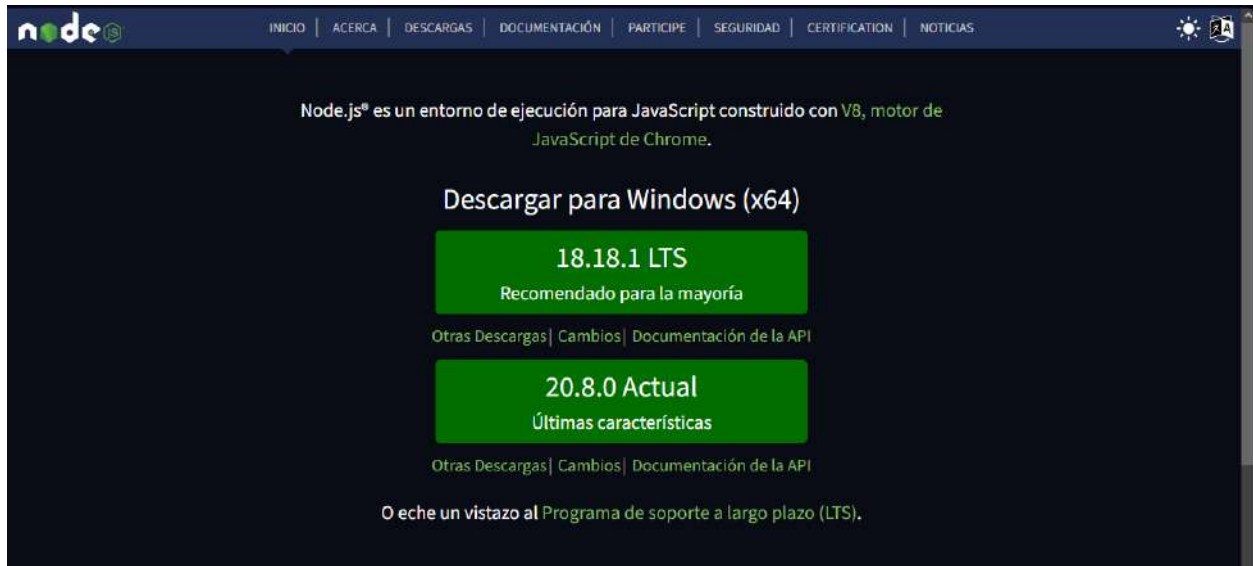 node JS
INICIO | ACERCA | DESCARGAS | DOCUMENTACIÓN | PARTICIPE | SEGURIDAD | CERTIFICATION | NOTICIAS
Node.js® es un entorno de ejecución para JavaScript construido con V8, motor de
JavaScript de Chrome.
Descargar para Windows (x64)
18.18.1 LTS
Recomendado para la mayoría
Otras Descargas| Cambios| Documentación de la API
20.8.0 Actual
Últimas características
Otras Descargas| Cambios| Documentación de la API
O eche un vistazo al Programa de soporte a largo plazo (LTS).